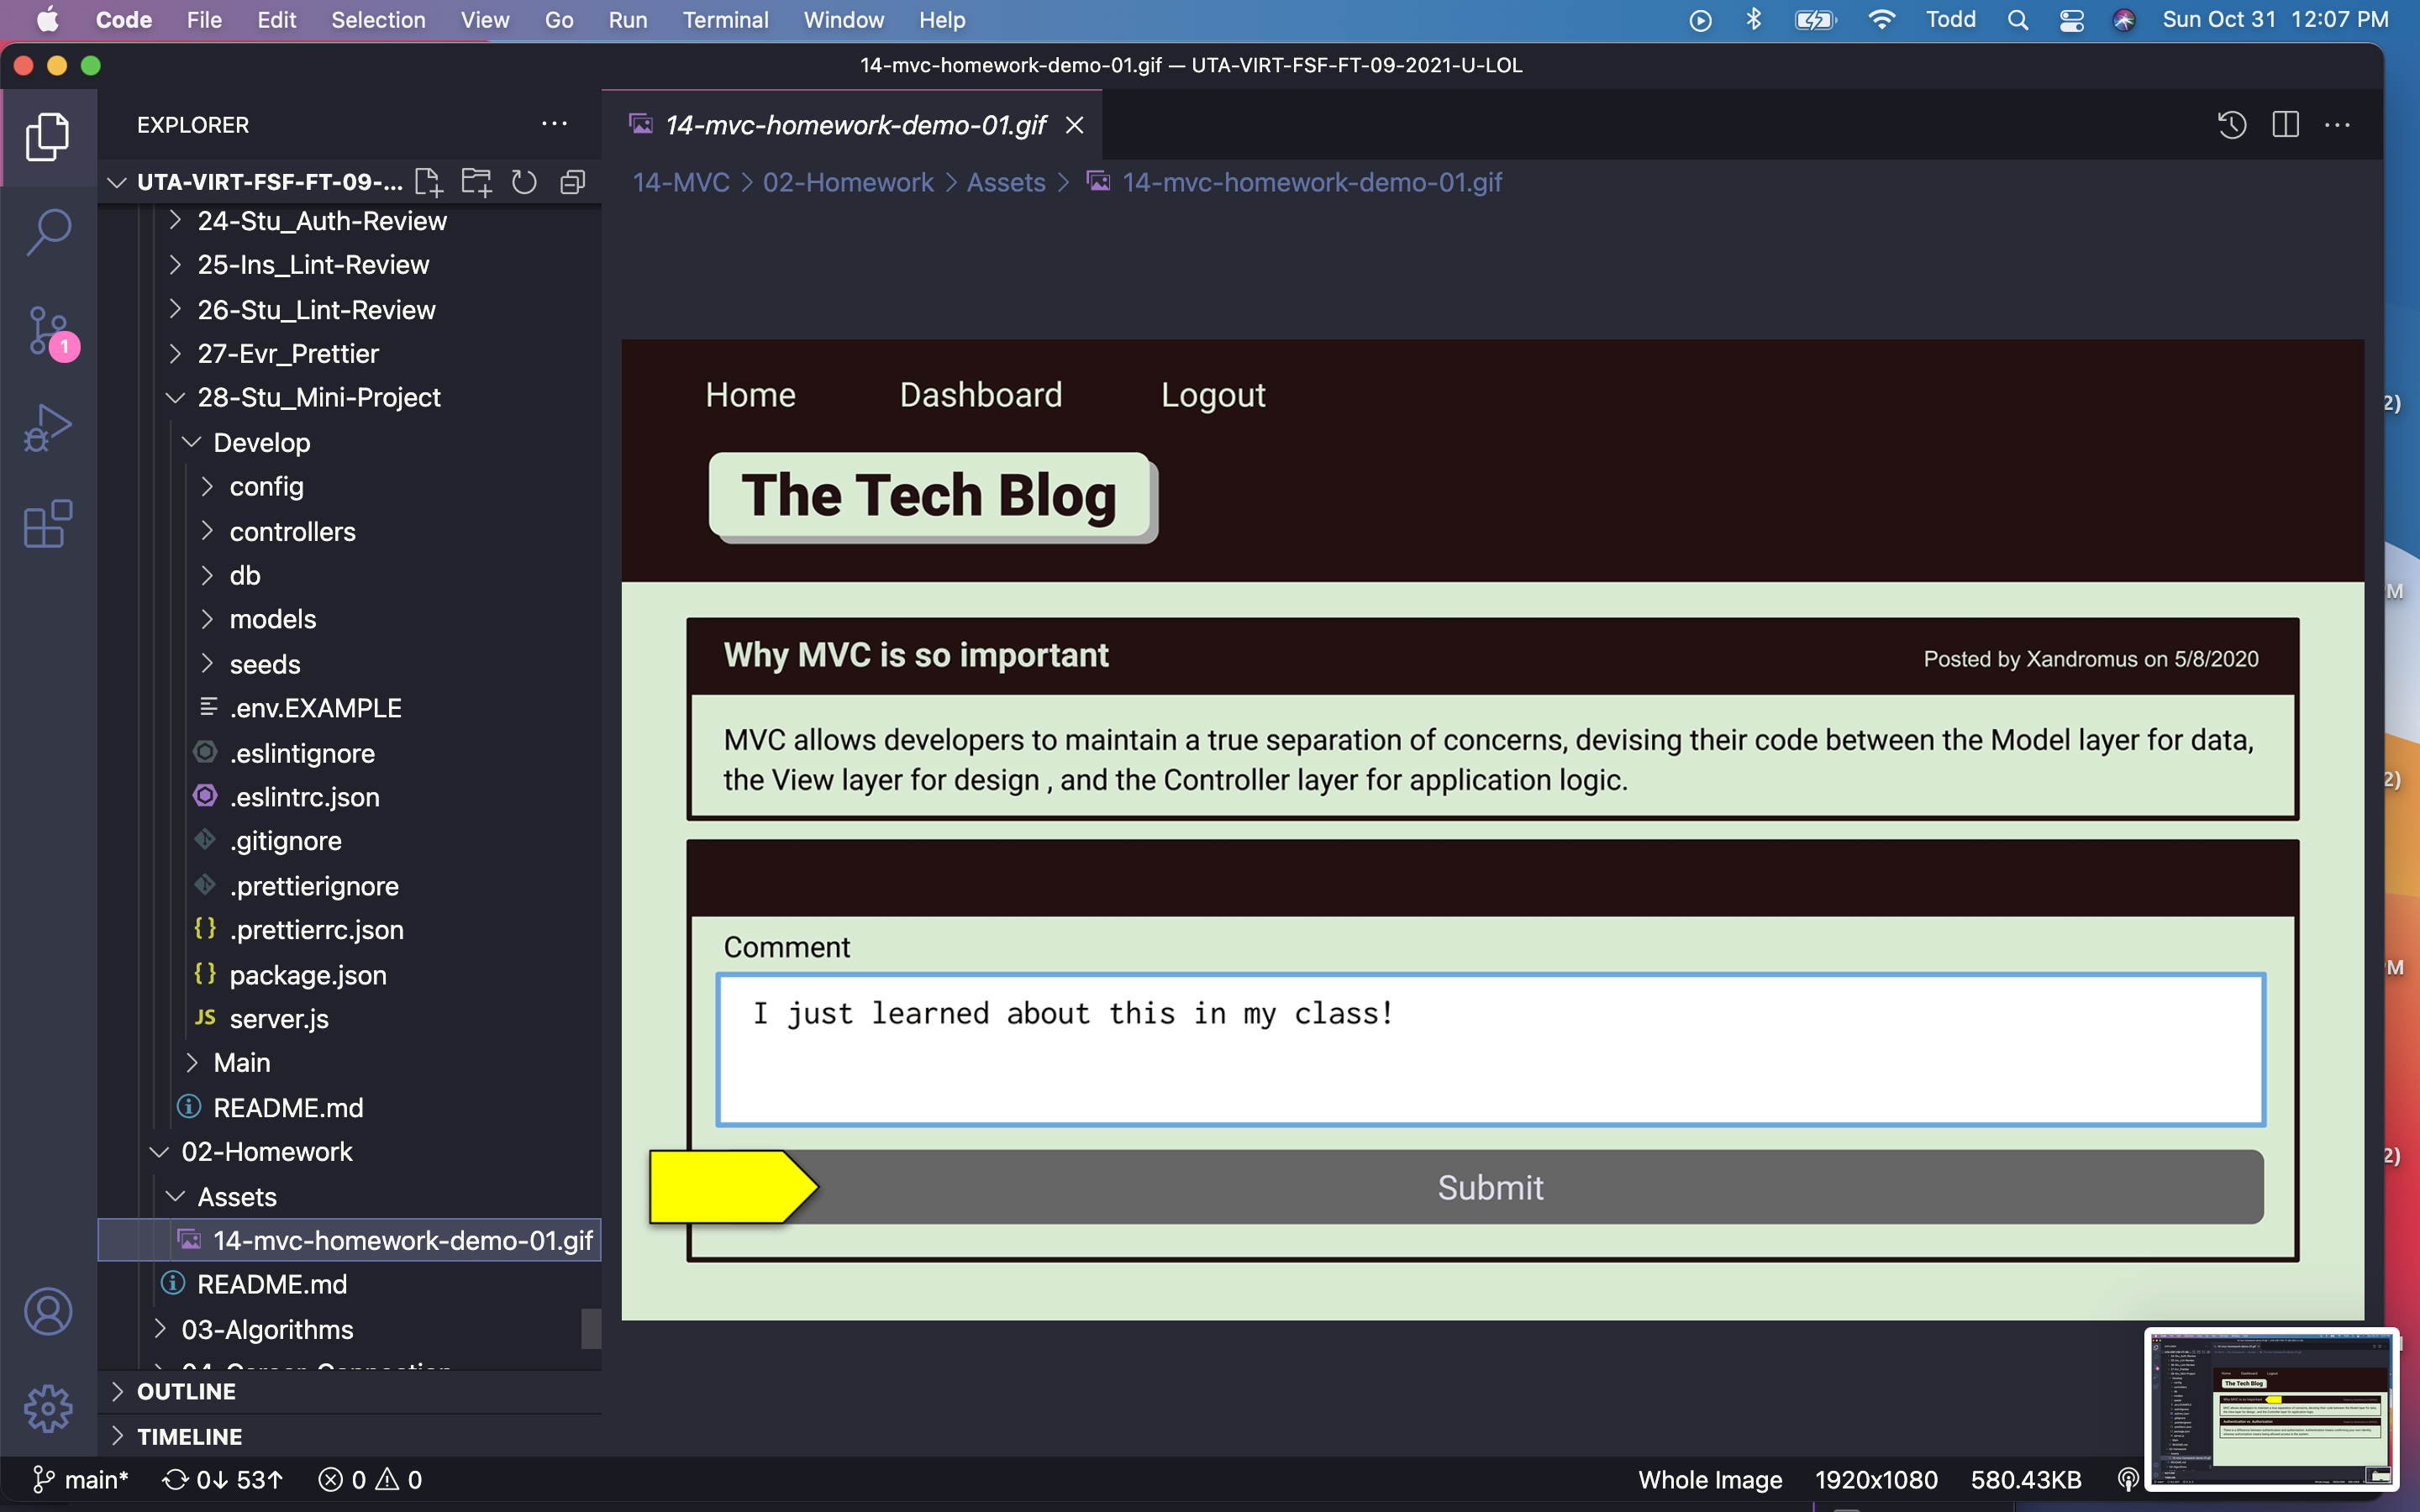 Code File Edit Selection View Go Run Terminal Window Help Todd Sun Oct 31 12:07 PM
14-mvc-homework-demo-01.gif — UTA-VIRT-FSF-FT-09-2021-U-LOL
EXPLORER
UTA-VIRT-FSF-FT-09-...
24-Stu_Auth-Review
25-Ins_Lint-Review
26-Stu_Lint-Review
27-Evr_Prettier
28-Stu_Mini-Project
Develop
config
controllers
db
models
seeds
.env.EXAMPLE
.eslintignore
.eslintrc.json
.gitignore
.prettierignore
.prettierrc.json
package.json
JS server.js
Main
README.md
02-Homework
Assets
14-mvc-homework-demo-01.gif
README.md
03-Algorithms
OUTLINE
TIMELINE
1
14-mvc-homework-demo-01.gif
14-MVC > 02-Homework > Assets > 14-mvc-homework-demo-01.gif
Home Dashboard Logout
The Tech Blog
Why MVC is so important Posted by Xandromus on 5/8/2020
MVC allows developers to maintain a true separation of concerns, devising their code between the Model layer for data,
the View layer for design , and the Controller layer for application logic.
Comment
I just learned about this in my class!
Submit
main* 0↓ 53↑ 0 0 Whole Image 1920x1080 580.43KB
The Tech Blog